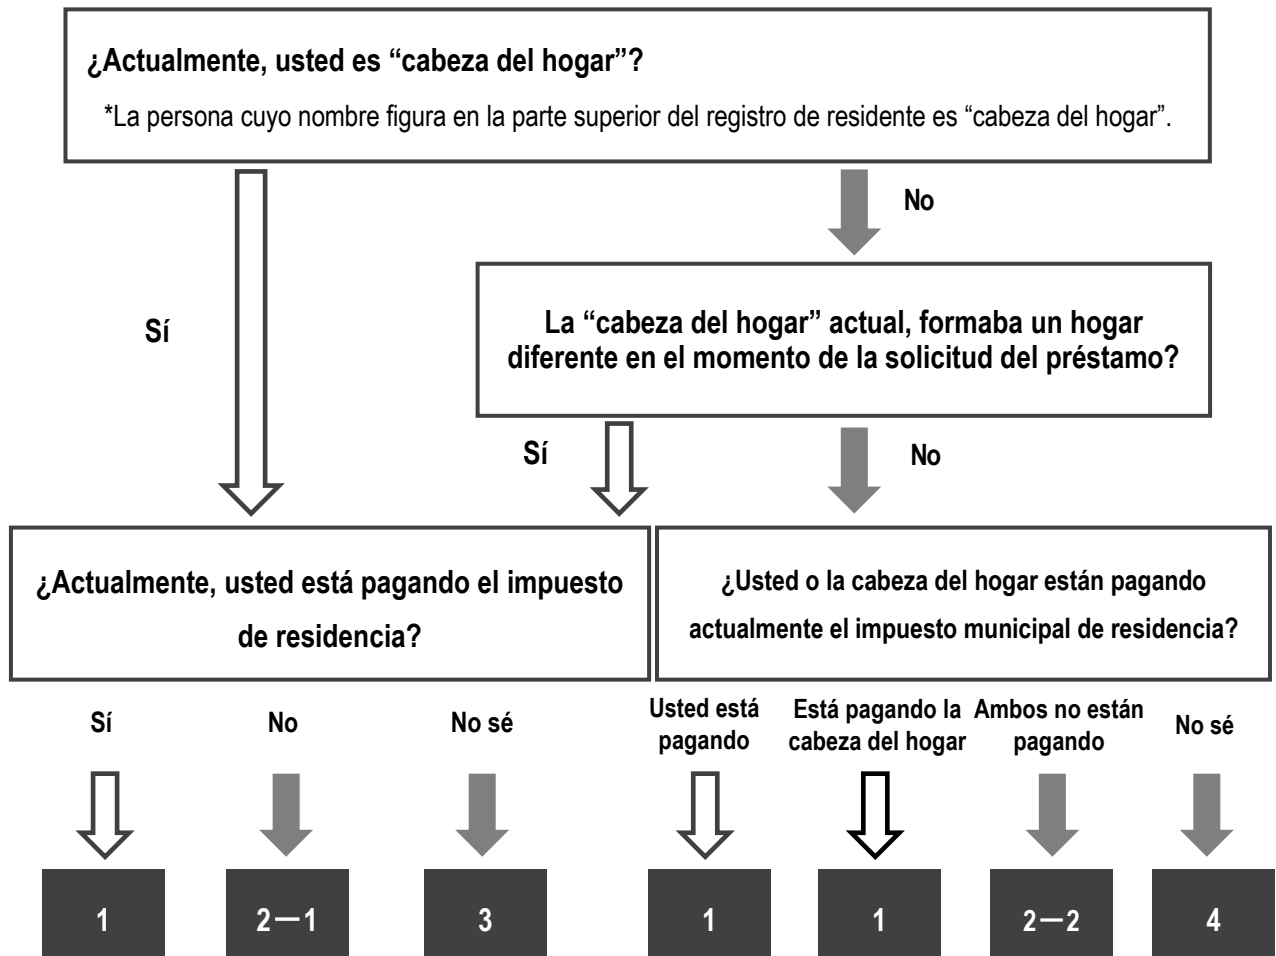 ¿Actualmente, usted es “cabeza del hogar”?
*La persona cuyo nombre figura en la parte superior del registro de residente es “cabeza del hogar”.
No
Sí
La “cabeza del hogar” actual, formaba un hogar
diferente en el momento de la solicitud del préstamo?
Sí
No
¿Actualmente, usted está pagando el impuesto
de residencia?
¿Usted o la cabeza del hogar están pagando
actualmente el impuesto municipal de residencia?
Sí
No
No sé
Usted está
pagando
Está pagando la
cabeza del hogar
Ambos no están
pagando
No sé
1
2－1
3
1
1
2－2
4